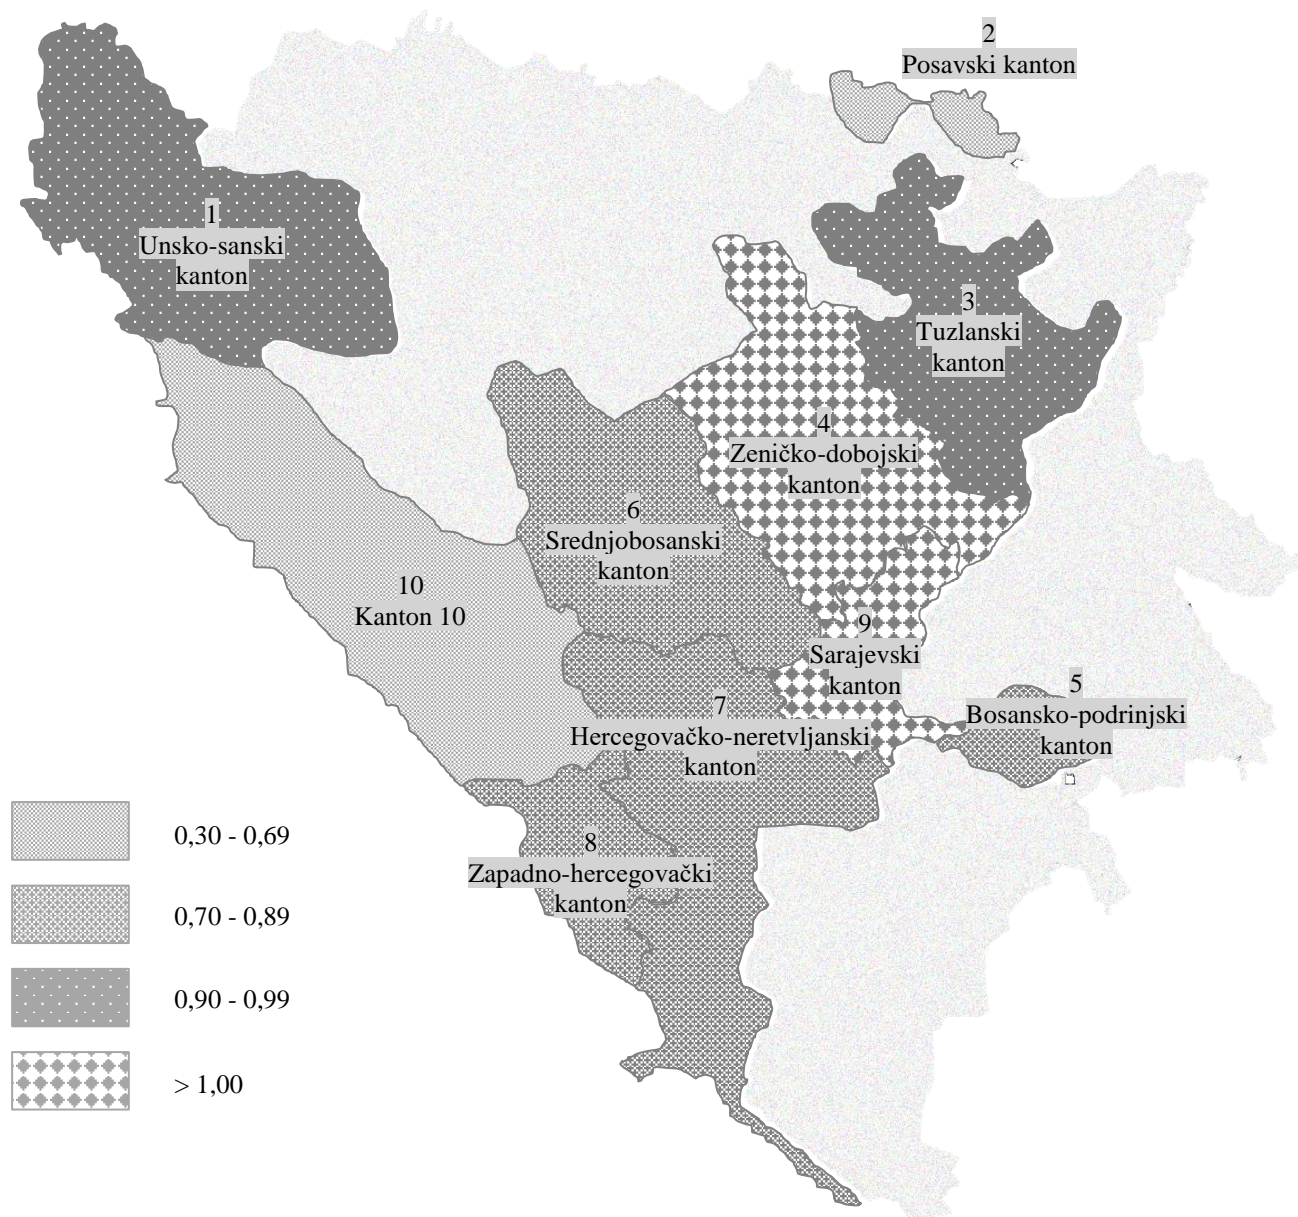 2
Posavski kanton
1
Unsko-sanski
kanton
3
Tuzlanski
kanton
4
Zeničko-dobojski
kanton
6
Srednjobosanski
kanton
10
Kanton 10
9
Sarajevski
kanton
5
Bosansko-podrinjski
kanton
7
Hercegovačko-neretvljanski
kanton
8
Zapadno-hercegovački
kanton
0,30 - 0,69
0,70 - 0,89
0,90 - 0,99
> 1,00